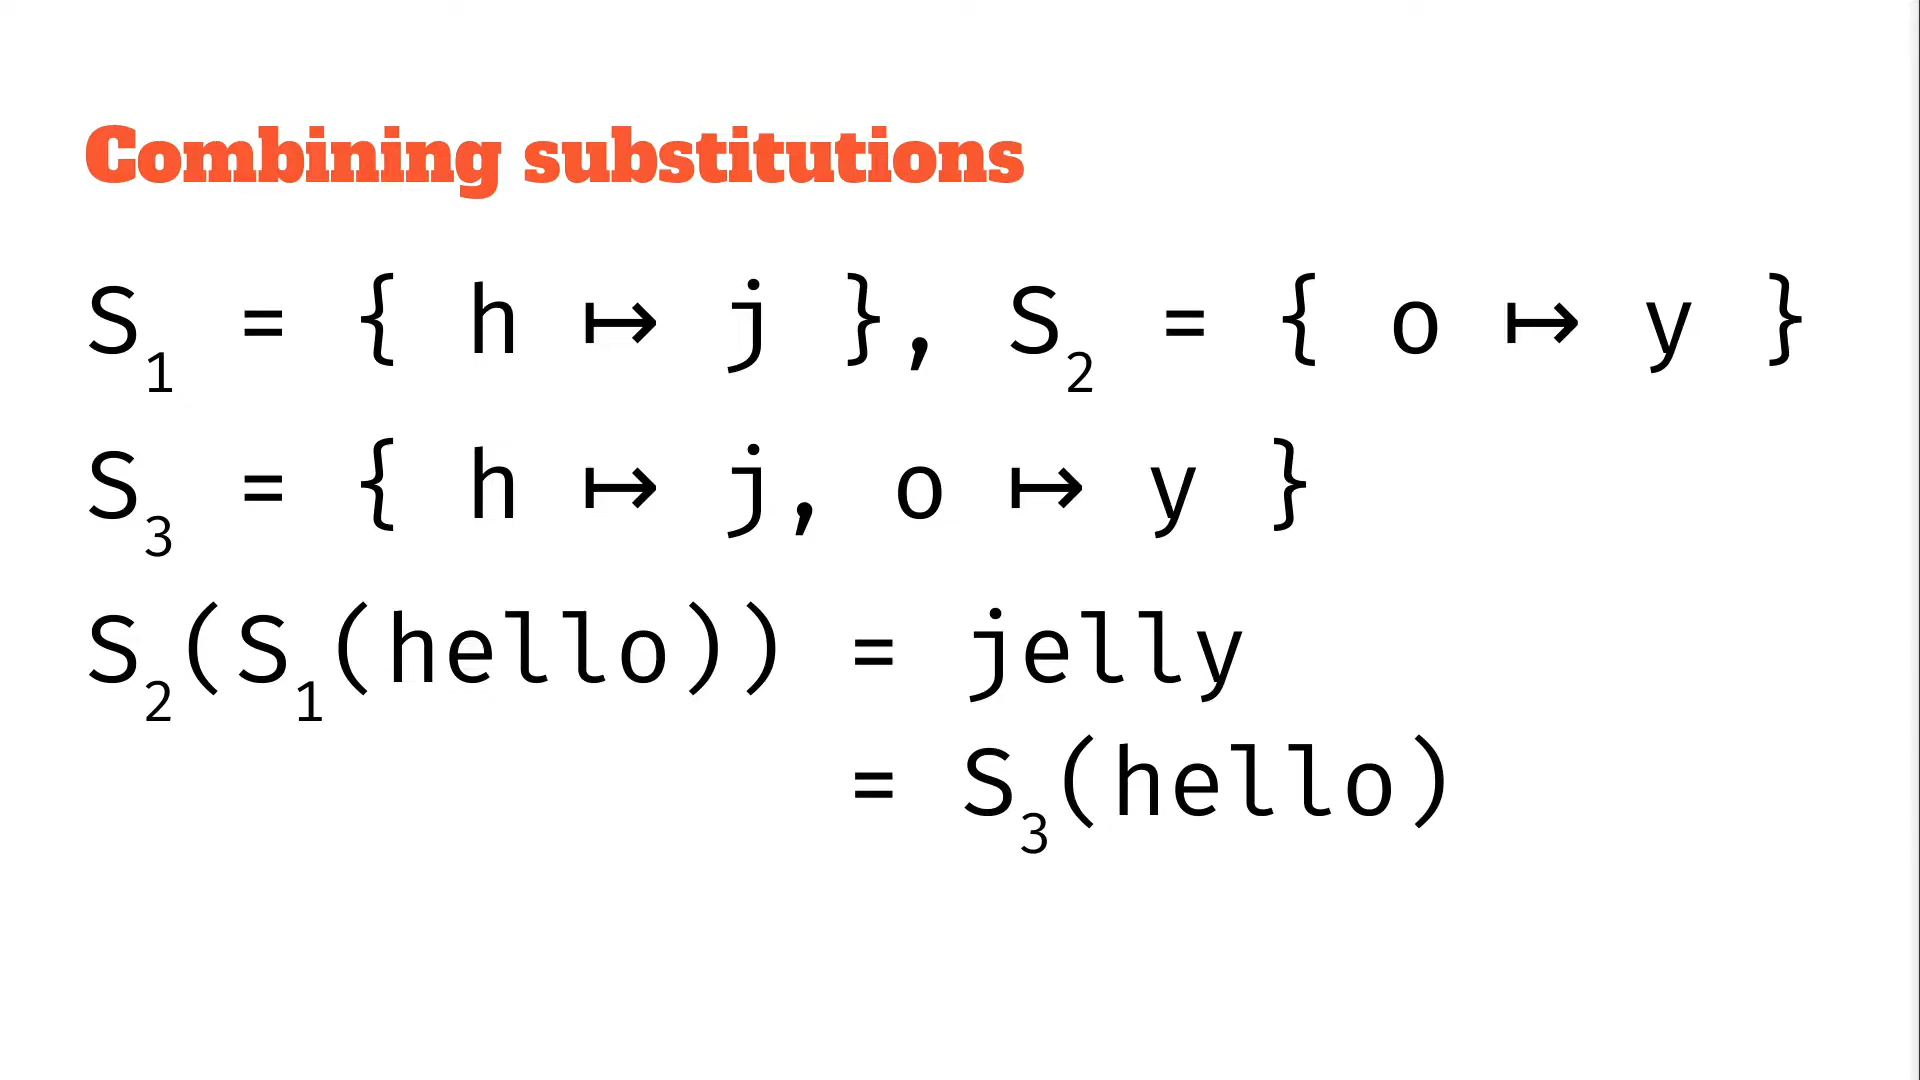 Combining substitutions
S₁ = { h ↦ j }, S₂ = { o ↦ y }
S₃ = { h ↦ j, o ↦ y }
S₂(S₁(hello)) = jelly
= S₃(hello)